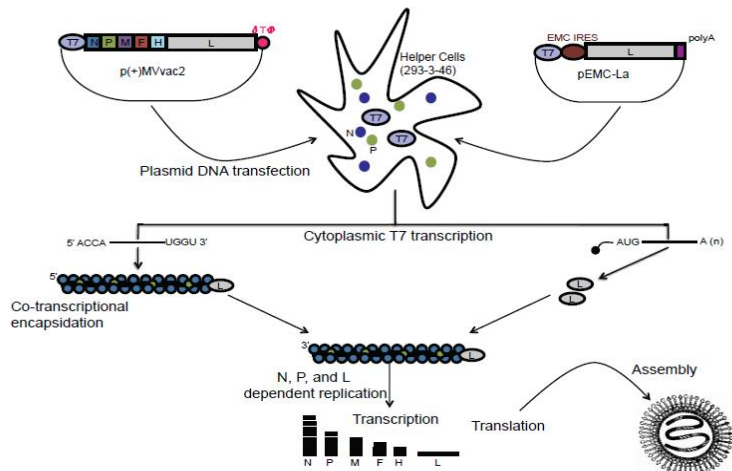 δ T Φ
T7 N P M F H L
p(+)MVvac2
Helper Cells
(293-3-46)
EMC IRES
polyA
T7 L
pEMC-La
T7
N
T7
P
Plasmid DNA transfection
Cytoplasmic T7 transcription
5' ACCA UGGU 3'
AUG A (n)
5'
L
L
L
Co-transcriptional
encapsidation
3'
L
N, P, and L
dependent replication
Transcription
Translation
Assembly
N P M F H L